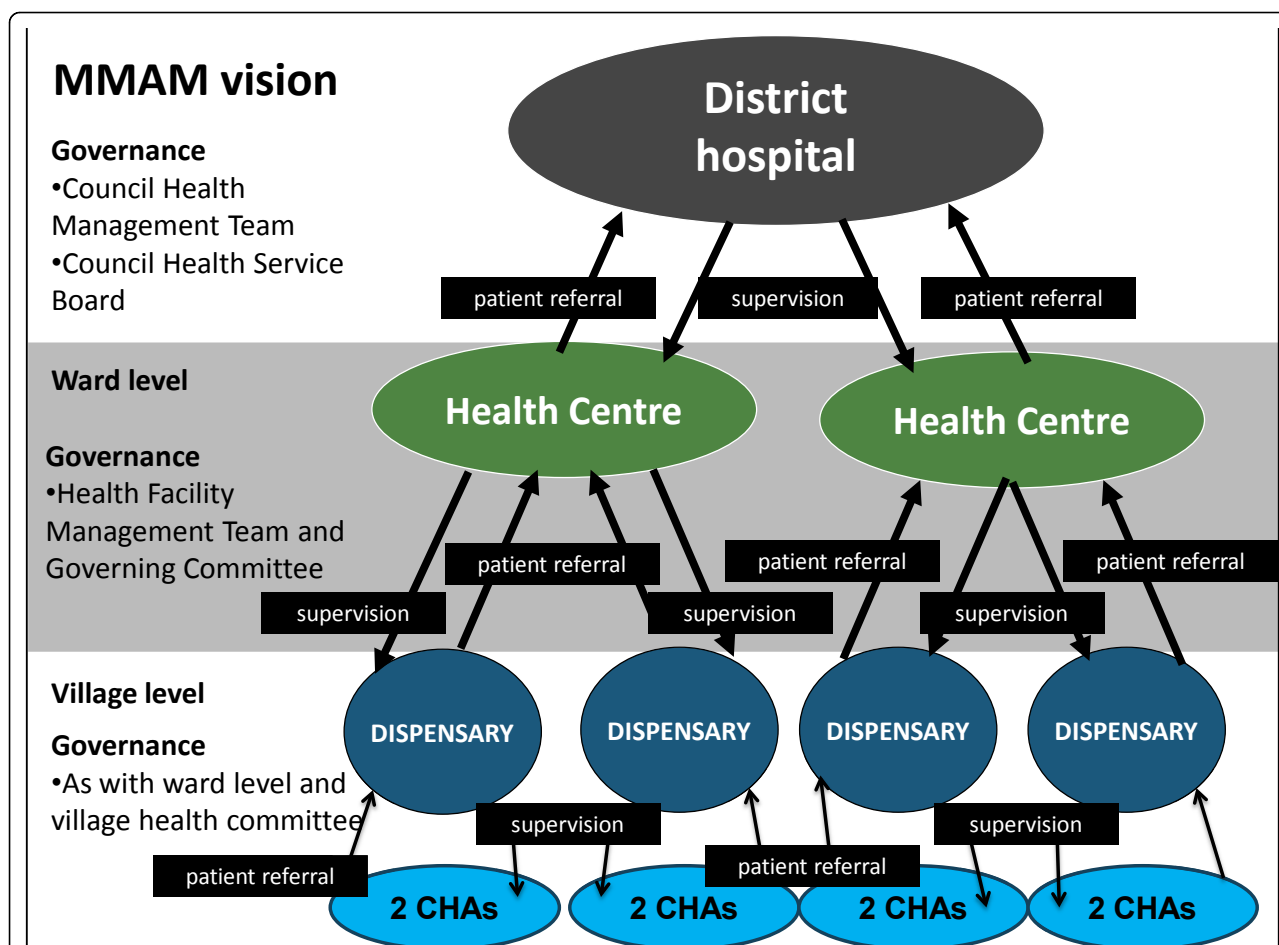 MMAM vision
Governance
•Council Health
Management Team
•Council Health Service
Board
District
hospital
patient referral
supervision
patient referral
Ward level
Governance
•Health Facility
Management Team and
Governing Committee
Health Centre
Health Centre
patient referral
patient referral
patient referral
supervision
supervision
supervision
Village level
Governance
•As with ward level and
village health committee
DISPENSARY
DISPENSARY
DISPENSARY
DISPENSARY
supervision
supervision
patient referral
patient referral
2 CHAs
2 CHAs
2 CHAs
2 CHAs